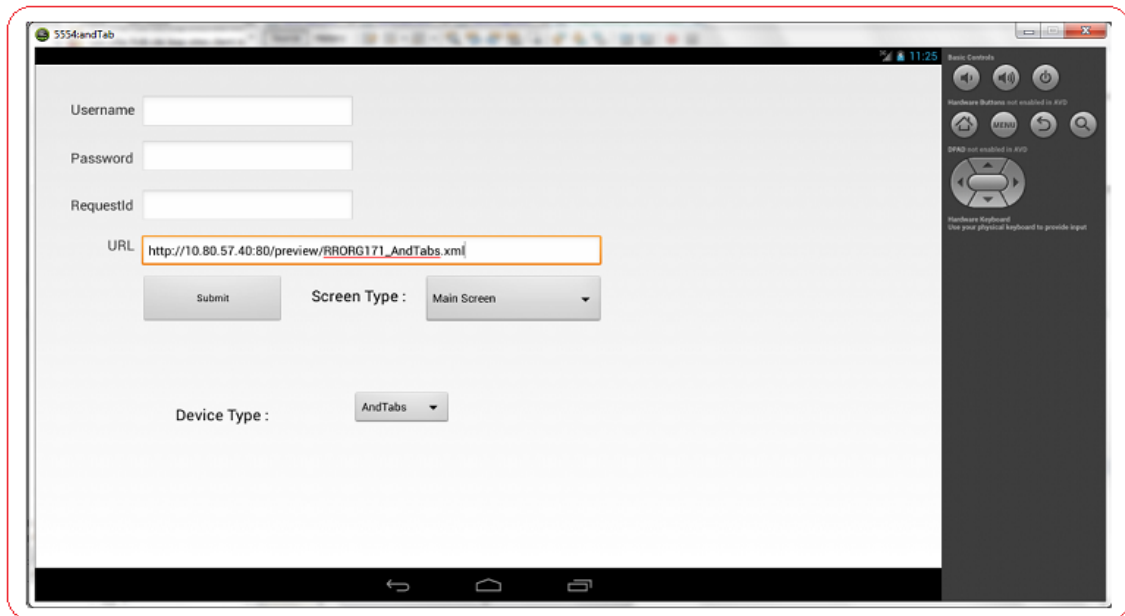 5554:andTab
11:25
Username
Password
RequestId
URL http://10.80.57.40:80/preview/RRORG171_AndTabs.xml
Submit Screen Type : Main Screen
Device Type : AndTabs
Basic Controls
Hardware Buttons not enabled in AVD
MENU
DPAD not enabled in AVD
Hardware Keyboard
Use your physical keyboard to provide input